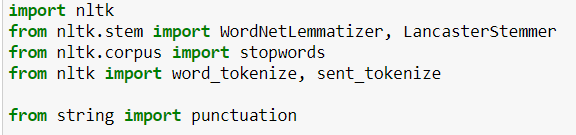 import nltk
from nltk.stem import WordNetLemmatizer, LancasterStemmer
from nltk.corpus import stopwords
from nltk import word_tokenize, sent_tokenize
from string import punctuation